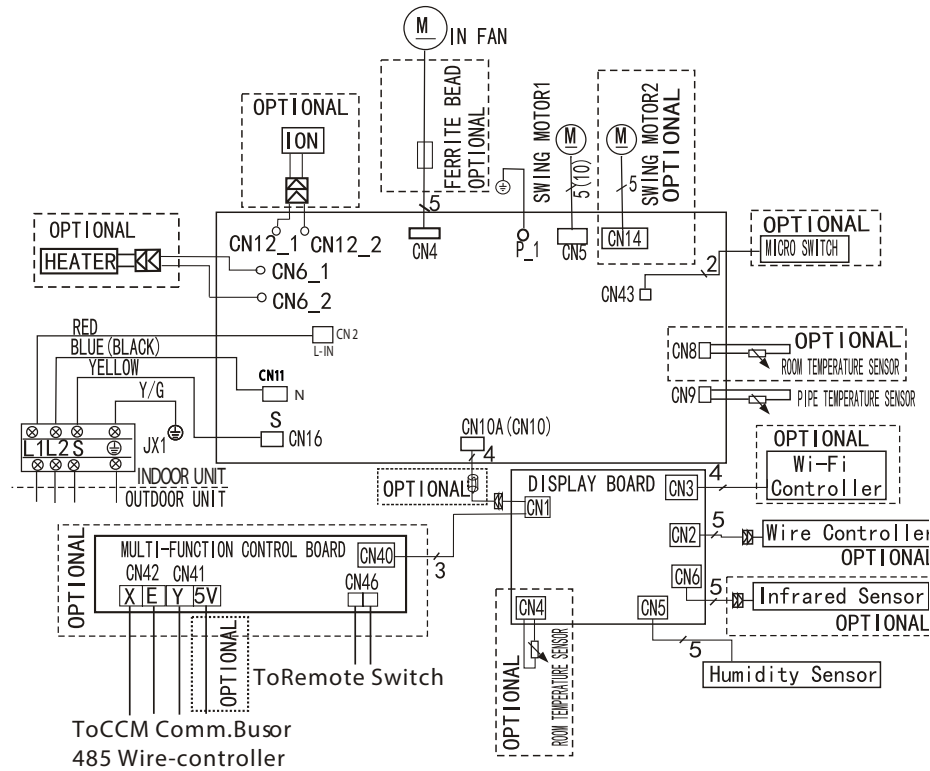 M
IN FAN
OPTIONAL
ION
FERRITE BEAD
OPTIONAL
SWING MOTOR1
M
5(10)
M
5
SWING MOTOR2
OPTIONAL
5
OPTIONAL
HEATER
CN12_1
CN12_2
CN4
P_1
CN5
CN14
OPTIONAL
MICRO SWITCH
2
CN43
CN6_1
CN6_2
RED
CN2
L-IN
BLUE(BLACK)
YELLOW
Y/G
CN11
N
S
CN16
CN8
OPTIONAL
ROOM TEMPERATURE SENSOR
CN9
PIPE TEMPERATURE SENSOR
L1 L2 S
JX1
INDOOR UNIT
OUTDOOR UNIT
CN10A(CN10)
4
OPTIONAL
DISPLAY BOARD
CN1
CN3
4
OPTIONAL
Wi-Fi
Controller
CN2
5
Wire Controller
OPTIONAL
CN6
5
Infrared Sensor
OPTIONAL
CN5
5
Humidity Sensor
CN4
OPTIONAL
ROOM TEMPERATURE SENSOR
OPTIONAL
MULTI-FUNCTION CONTROL BOARD
CN40
3
CN42
CN41
CN46
X E Y 5V
OPTIONAL
ToRemote Switch
ToCCM Comm.Busor
485 Wire-controller